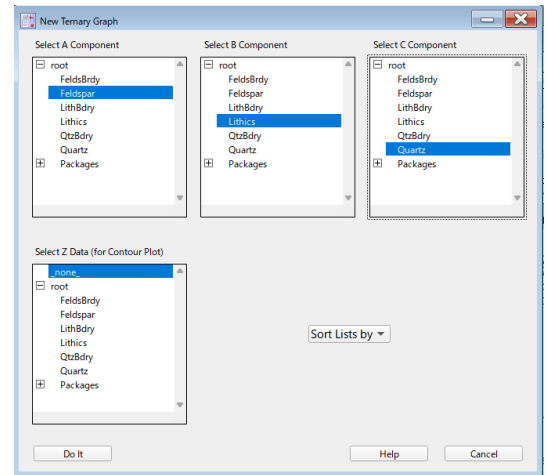 New Ternary Graph
Select A Component
root
FeldsBrdy
Feldspar
LithBdry
Lithics
QtzBdry
Quartz
Packages
Select B Component
root
FeldsBrdy
Feldspar
LithBdry
Lithics
QtzBdry
Quartz
Packages
Select C Component
root
FeldsBrdy
Feldspar
LithBdry
Lithics
QtzBdry
Quartz
Packages
Select Z Data (for Contour Plot)
_none_
root
FeldsBrdy
Feldspar
LithBdry
Lithics
QtzBdry
Quartz
Packages
Sort Lists by
Do It
Help
Cancel